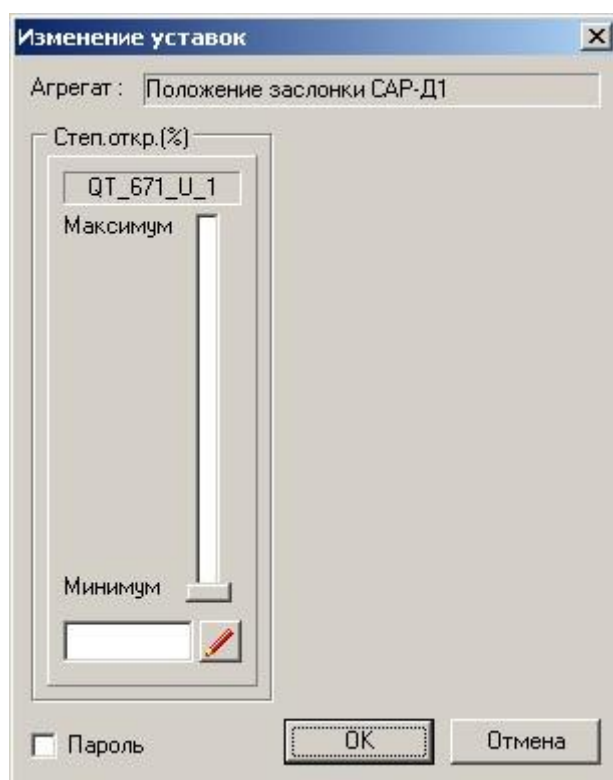 Изменение уставок
Агрегат : Положение заслонки САР-Д1
Степ.откр.(%)
QT_671_U_1
Максимум
Минимум
Пароль
OK
Отмена